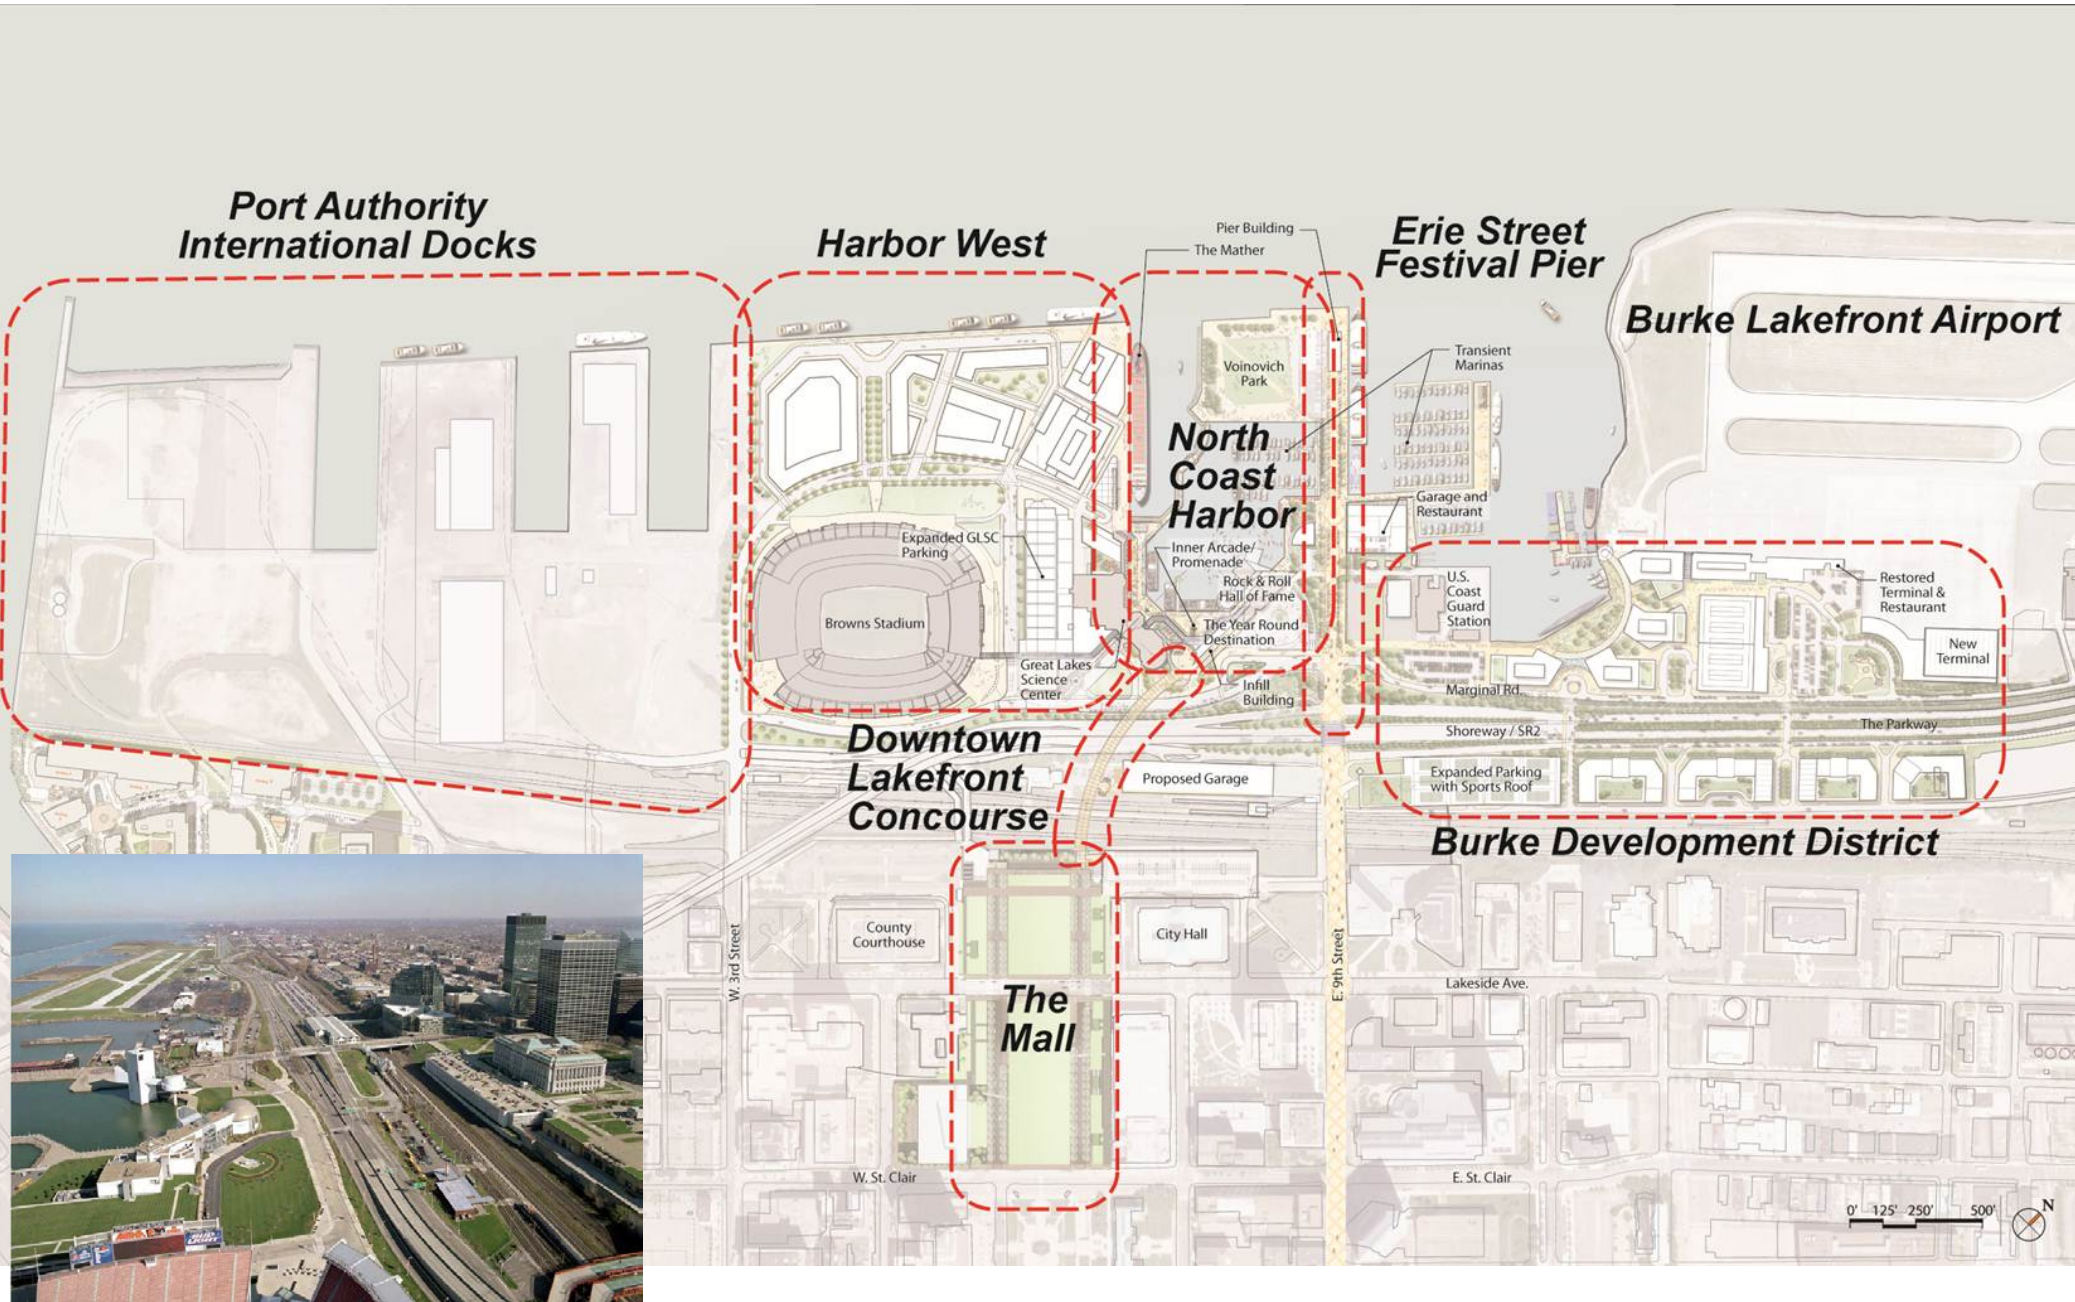 Port Authority
International Docks
Harbor West
Pier Building
The Mather
Erie Street
Festival Pier
Burke Lakefront Airport
Voinovich
Park
Transient
Marinas
North
Coast
Harbor
Garage and
Restaurant
Expanded GLSC
Parking
Inner Arcade/
Promenade
Rock & Roll
Hall of Fame
U.S.
Coast
Guard
Station
Restored
Terminal &
Restaurant
Browns Stadium
The Year Round
Destination
New
Terminal
Great Lakes
Science
Center
Infill
Building
Marginal Rd.
Shoreway / SR2
The Parkway
Downtown
Lakefront
Concourse
Proposed Garage
Expanded Parking
with Sports Roof
Burke Development District
County
Courthouse
City Hall
W. 3rd Street
E. 9th Street
Lakeside Ave.
The
Mall
W. St. Clair
E. St. Clair
0' 125' 250' 500'
N
BUD
LIGHT